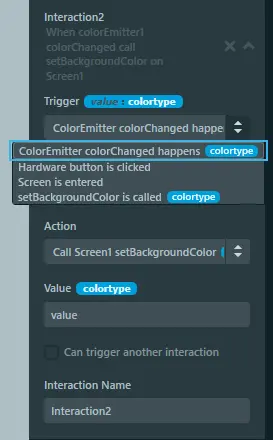 Interaction2
When colorEmitter1
colorChanged call
setBackgroundColor on
Screen1
Trigger value : colortype
ColorEmitter colorChanged happe
ColorEmitter colorChanged happens colortype
Hardware button is clicked
Screen is entered
setBackgroundColor is called colortype
Action
Call Screen1 setBackgroundColor
Value colortype
value
Can trigger another interaction
Interaction Name
Interaction2